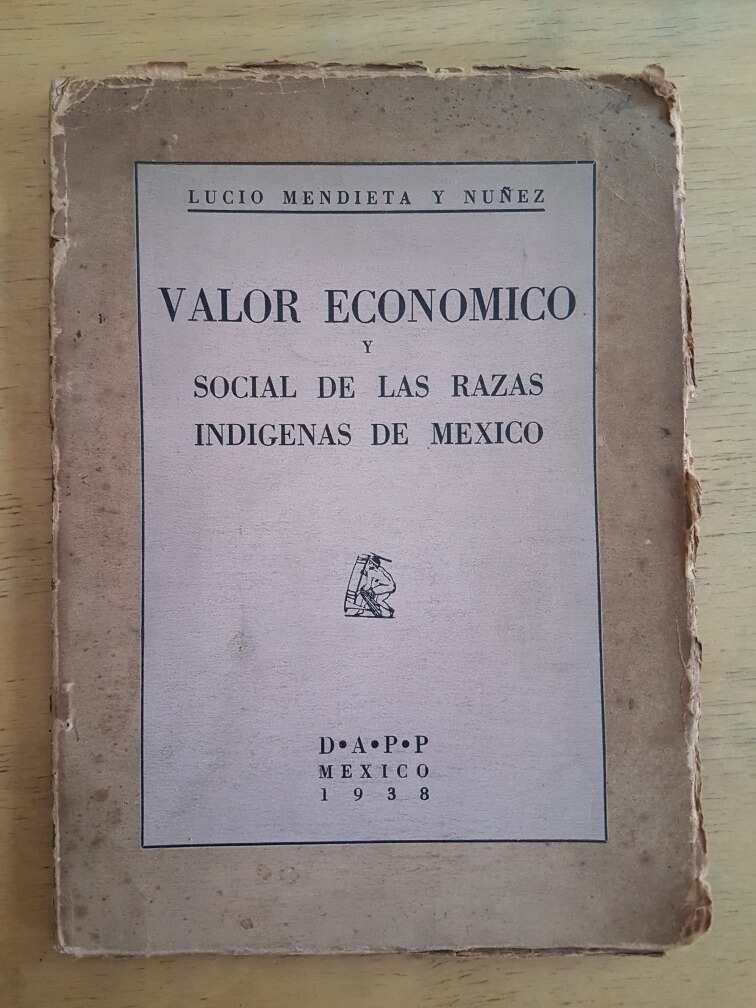 LUCIO MENDIETA Y NUÑEZ
VALOR ECONOMICO
Y
SOCIAL DE LAS RAZAS
INDIGENAS DE MEXICO
D•A•P•P
MEXICO
1938